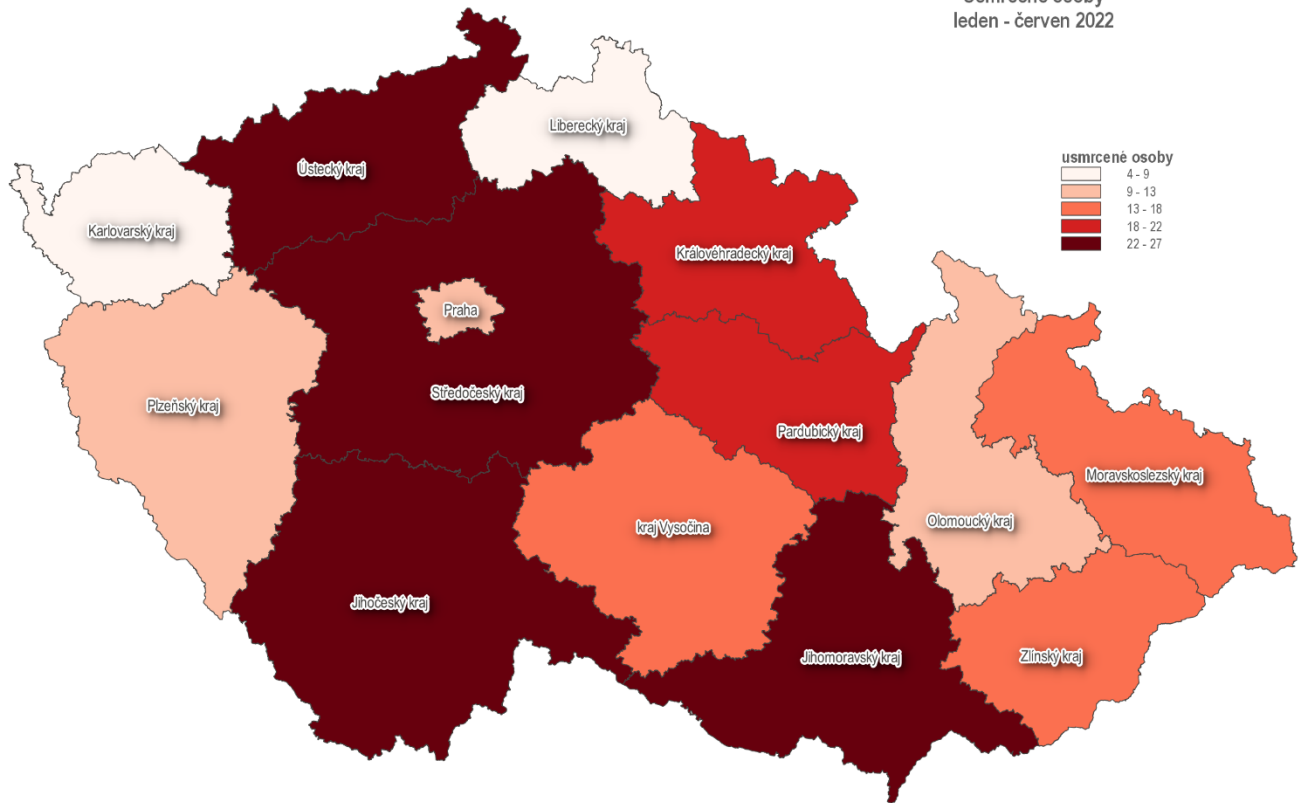 usmrcené osoby
leden - červen 2022
Liberecký kraj
usmrcené osoby
4 - 9
9 - 13
13 - 18
18 - 22
22 - 27
Ústecký kraj
Karlovarský kraj
Královéhradecký kraj
Praha
Středočeský kraj
Plzeňský kraj
Pardubický kraj
Moravskoslezský kraj
Olomoucký kraj
kraj Vysočina
Jihočeský kraj
Jihomoravský kraj
Zlínský kraj